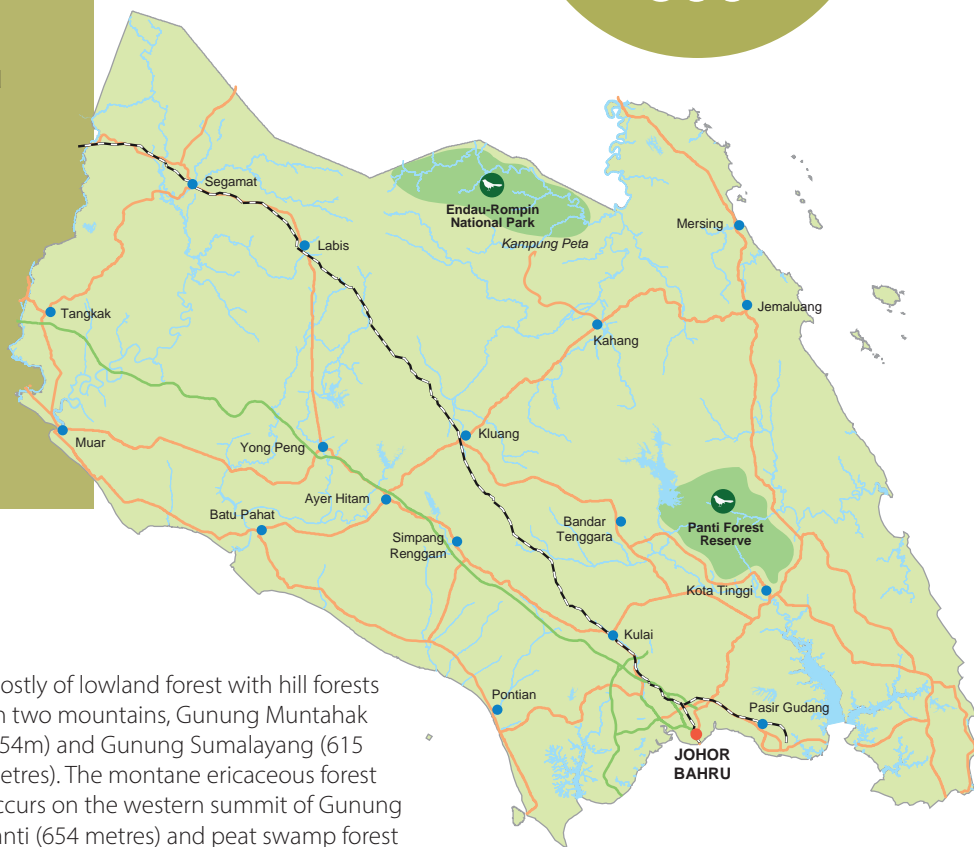 Segamat
Endau-Rompin
National Park
Kampung Peta
Mersing
Labis
Tangkak
Jemaluang
Kahang
Muar
Yong Peng
Kluang
Ayer Hitam
Batu Pahat
Simpang
Renggam
Bandar
Tenggara
Panti Forest
Reserve
Kota Tinggi
Kulai
Pontian
Pasir Gudang
JOHOR
BAHRU
ostly of lowland forest with hill forests
n two mountains, Gunung Muntahak
54m) and Gunung Sumalayang (615
etres). The montane ericaceous forest
ccurs on the western summit of Gunung
anti (654 metres) and peat swamp forest